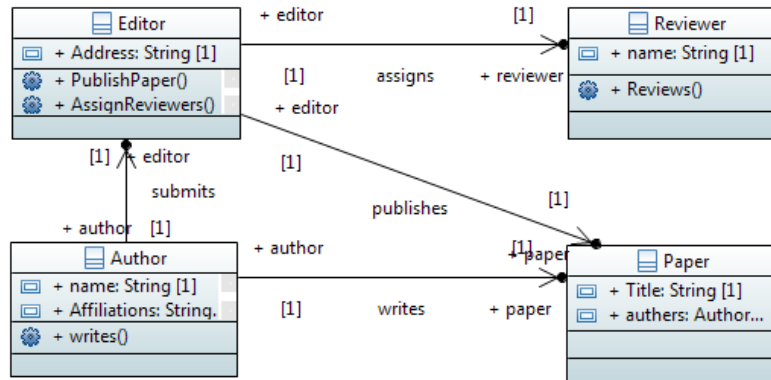 Editor
+ Address: String [1]
+ PublishPaper()
+ AssignReviewers()
+ editor
[1]
[1]
assigns
+ reviewer
Reviewer
+ name: String [1]
+ Reviews()
+ editor
[1]
publishes
[1]
[1]
+ paper
[1]
+ editor
submits
+ author
[1]
Author
+ name: String [1]
+ Affiliations: String.
+ writes()
+ author
[1]
writes
+ paper
Paper
+ Title: String [1]
+ authers: Author...